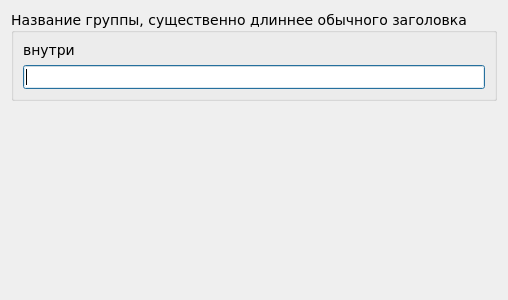 Название группы, существенно длиннее обычного заголовка
внутри